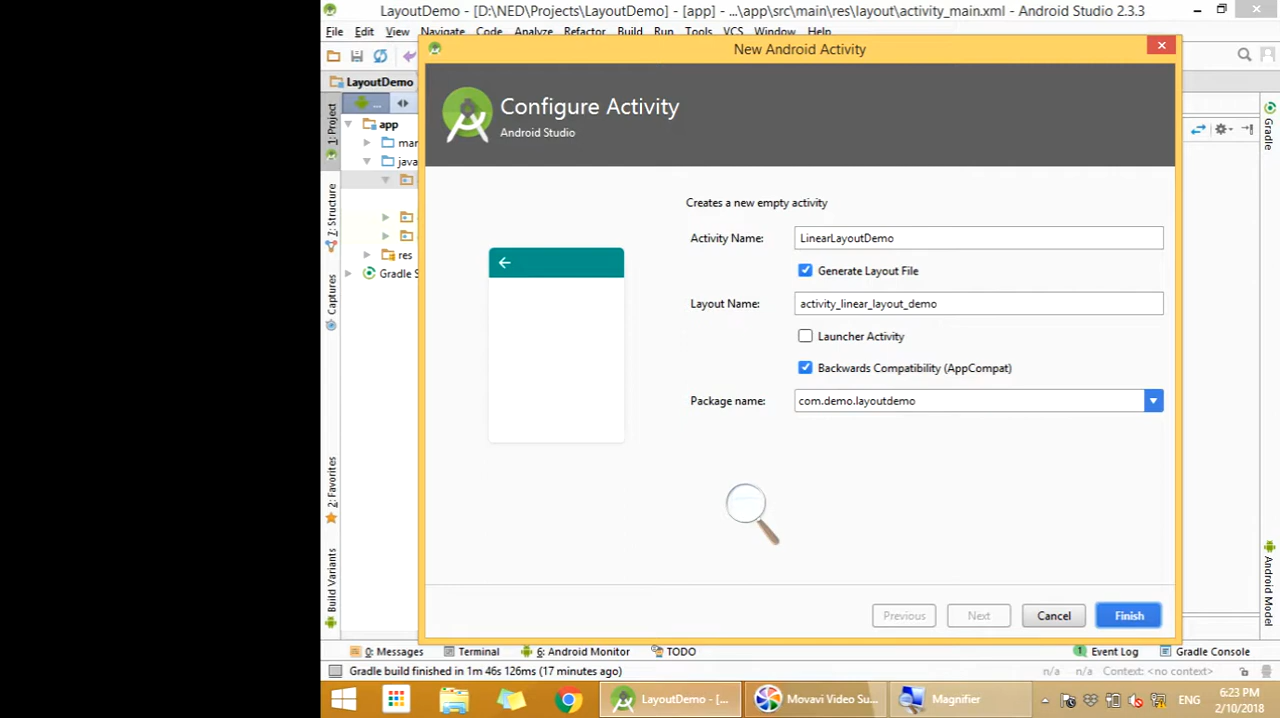 LayoutDemo - [D:\NED\Projects\LayoutDemo] - [app] - ...\app\src\main\res\layout\activity_main.xml - Android Studio 2.3.3
File Edit View Navigate Code Analyze Refactor Build Run Tools VCS Window Help
New Android Activity
LayoutDemo
Configure Activity
Android Studio
1: Project
...
app
java
res
Gradle S
Z: Structure
Captures
2: Favorites
Build Variants
Creates a new empty activity
Activity Name: LinearLayoutDemo
Generate Layout File
Layout Name: activity_linear_layout_demo
Launcher Activity
Backwards Compatibility (AppCompat)
Package name: com.demo.layoutdemo
Previous Next Cancel Finish
Gradle
Android Model
0: Messages Terminal 6: Android Monitor TODO Event Log Gradle Console
Gradle build finished in 1m 46s 126ms (17 minutes ago) n/a n/a Context: <no context>
LayoutDemo - [... Movavi Video Su... Magnifier ENG 6:23 PM
2/10/2018